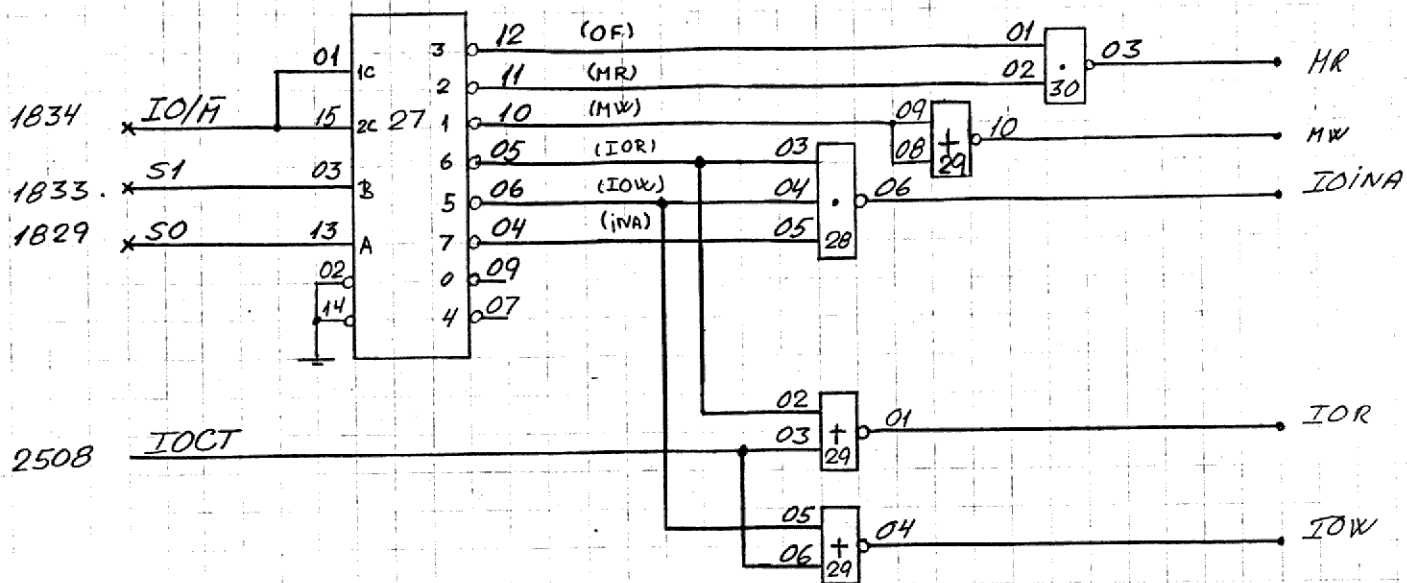 12 (OF) 01
01 3 03 MR
1C 11 (MR) 02 .
2 30
1834 IO/M̅ 15 2C 27 1 10 (MW) 09 10 MW
08 + 29
S1 03 B 6 05 (IOR) 03
1833. 5 06 (IOW) 04 . 06 IOINA
1829 S0 13 A 7 04 (INA) 05 28
02 0 09
14 4 07
02 01 IOR
2508 IOCT 03 + 29
05 04 IOW
06 + 29